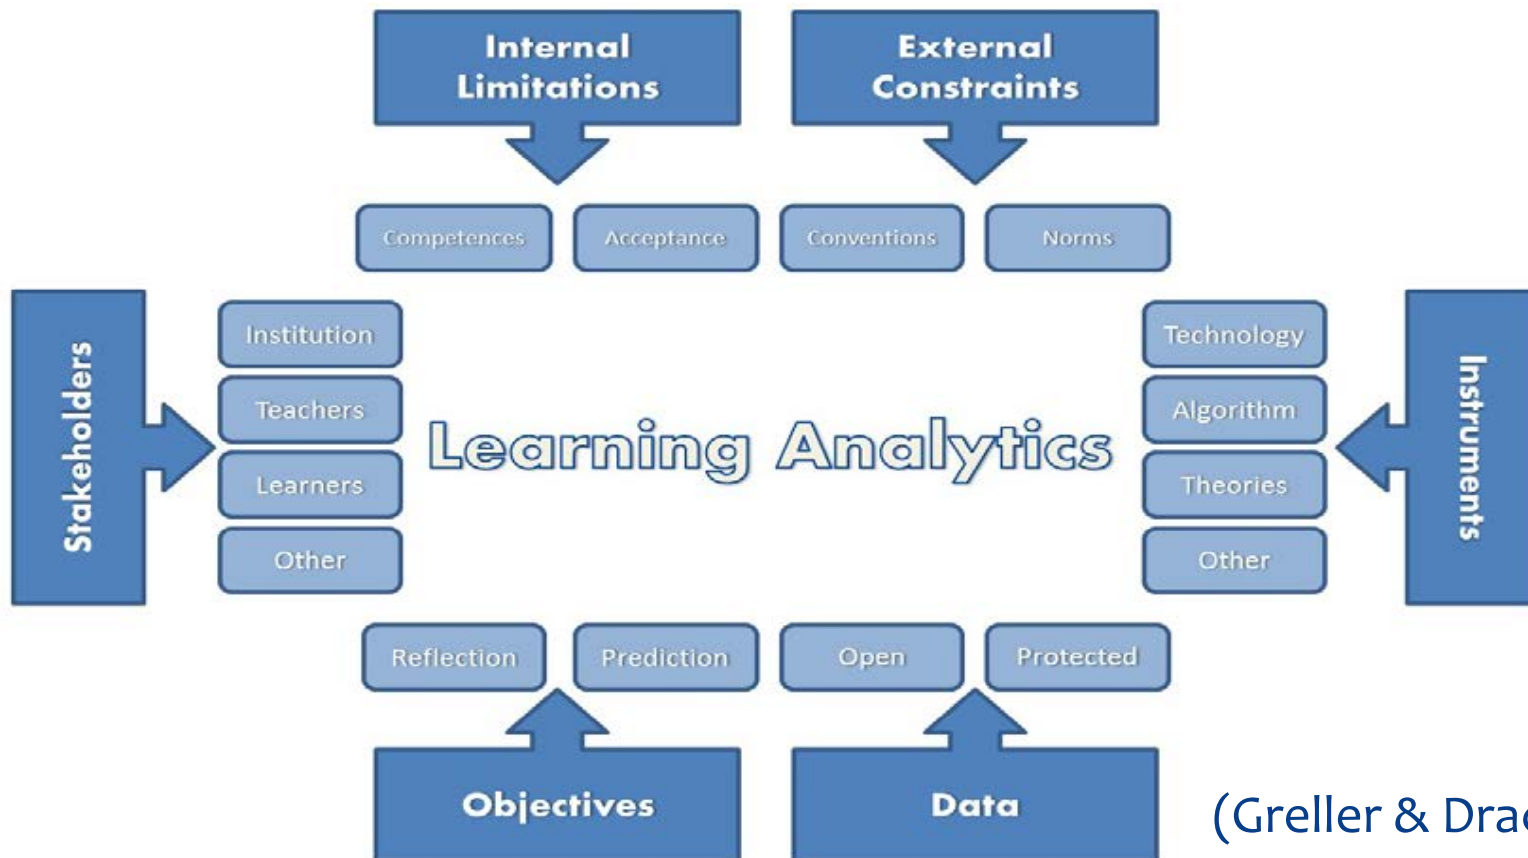 Internal
Limitations
External
Constraints
Competences
Acceptance
Conventions
Norms
Stakeholders
Institution
Teachers
Learners
Other
Learning Analytics
Technology
Algorithm
Theories
Other
Instruments
Reflection
Prediction
Open
Protected
Objectives
Data
(Greller &